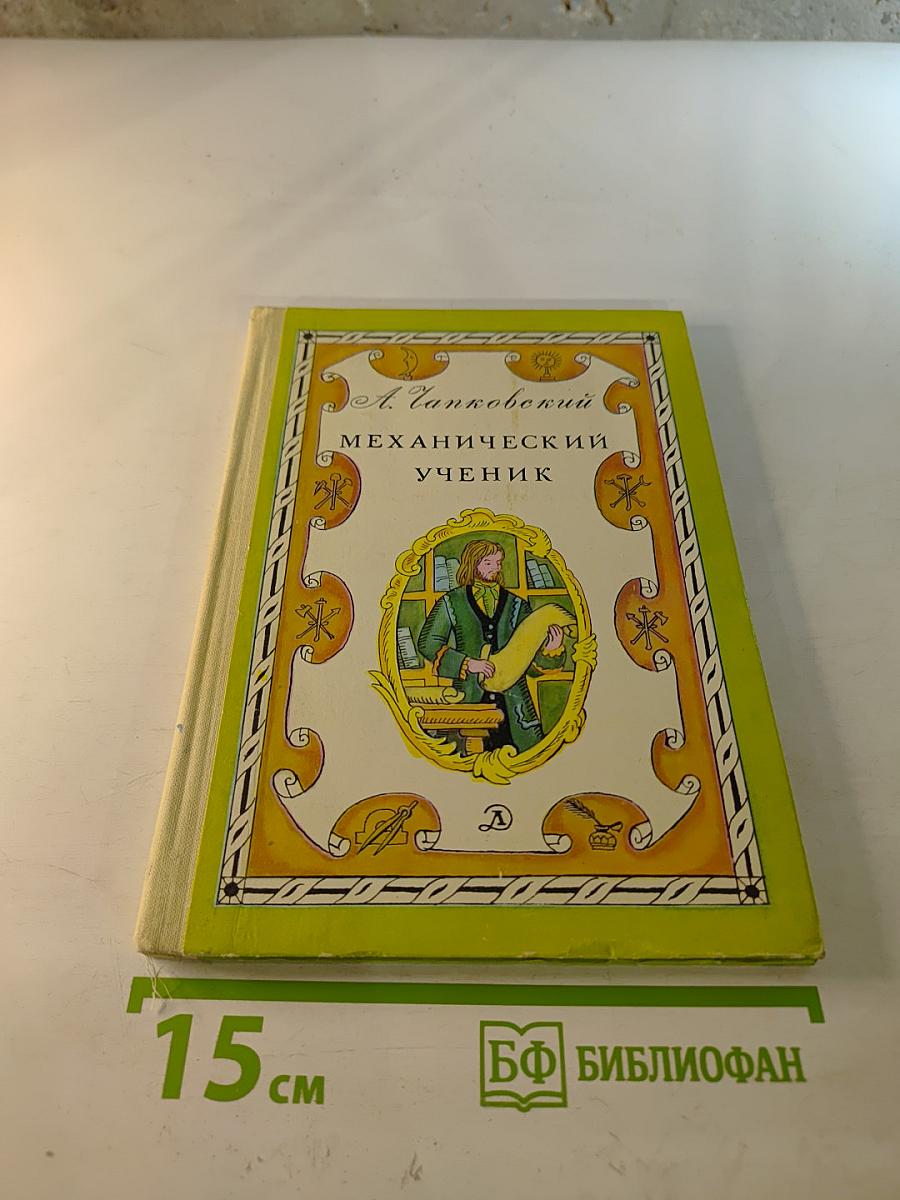 А. Чапковский
МЕХАНИЧЕСКИЙ
УЧЕНИК
Д
15 см
БФ БИБЛИОФАН